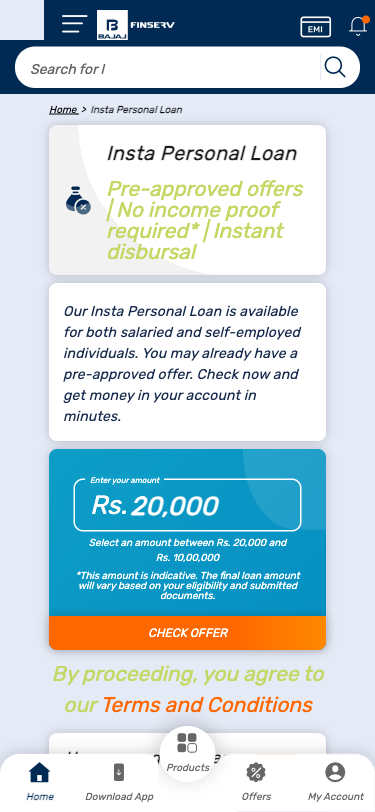 BAJAJ FINSERV
EMI
Search for l
Home > Insta Personal Loan
Insta Personal Loan
Pre-approved offers
| No income proof
required* | Instant
disbursal
Our Insta Personal Loan is available
for both salaried and self-employed
individuals. You may already have a
pre-approved offer. Check now and
get money in your account in
minutes.
Enter your amount
Rs. 20,000
Select an amount between Rs. 20,000 and
Rs. 10,00,000
*This amount is indicative. The final loan amount
will vary based on your eligibility and submitted
documents.
CHECK OFFER
By proceeding, you agree to
our Terms and Conditions
Home
Download App
Products
Offers
My Account